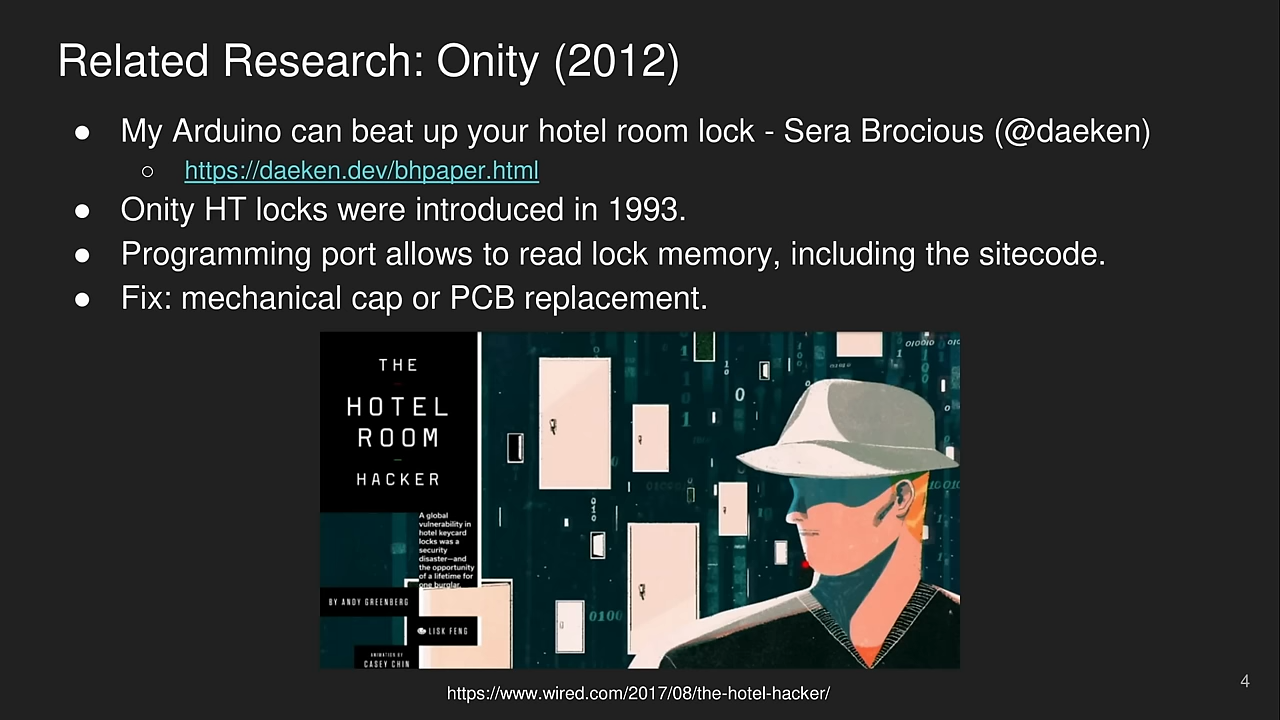 Related Research: Onity (2012)
● My Arduino can beat up your hotel room lock - Sera Brocious (@daeken)
○ https://daeken.dev/bhpaper.html
● Onity HT locks were introduced in 1993.
● Programming port allows to read lock memory, including the sitecode.
● Fix: mechanical cap or PCB replacement.
THE
HOTEL
ROOM
HACKER
A global
vulnerability in
hotel keycard
locks was a
security
disaster—and
the opportunity
of a lifetime for
one burglar.
BY ANDY GREENBERG
LISK FENG
ANIMATION BY
CASEY CHIN
0
0100
https://www.wired.com/2017/08/the-hotel-hacker/
4